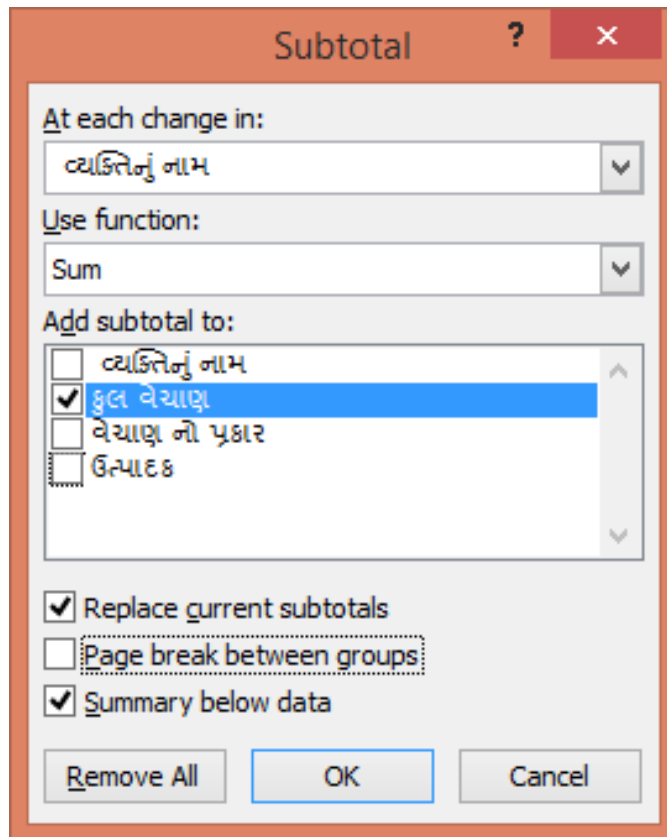 Subtotal ? ×
At each change in:
વ્યક્તિનું નામ
Use function:
Sum
Add subtotal to:
વ્યક્તિનું નામ
કુલ વેચાણ
વેચાણ નો પ્રકાર
ઉત્પાદક
Replace current subtotals
Page break between groups
Summary below data
Remove All OK Cancel